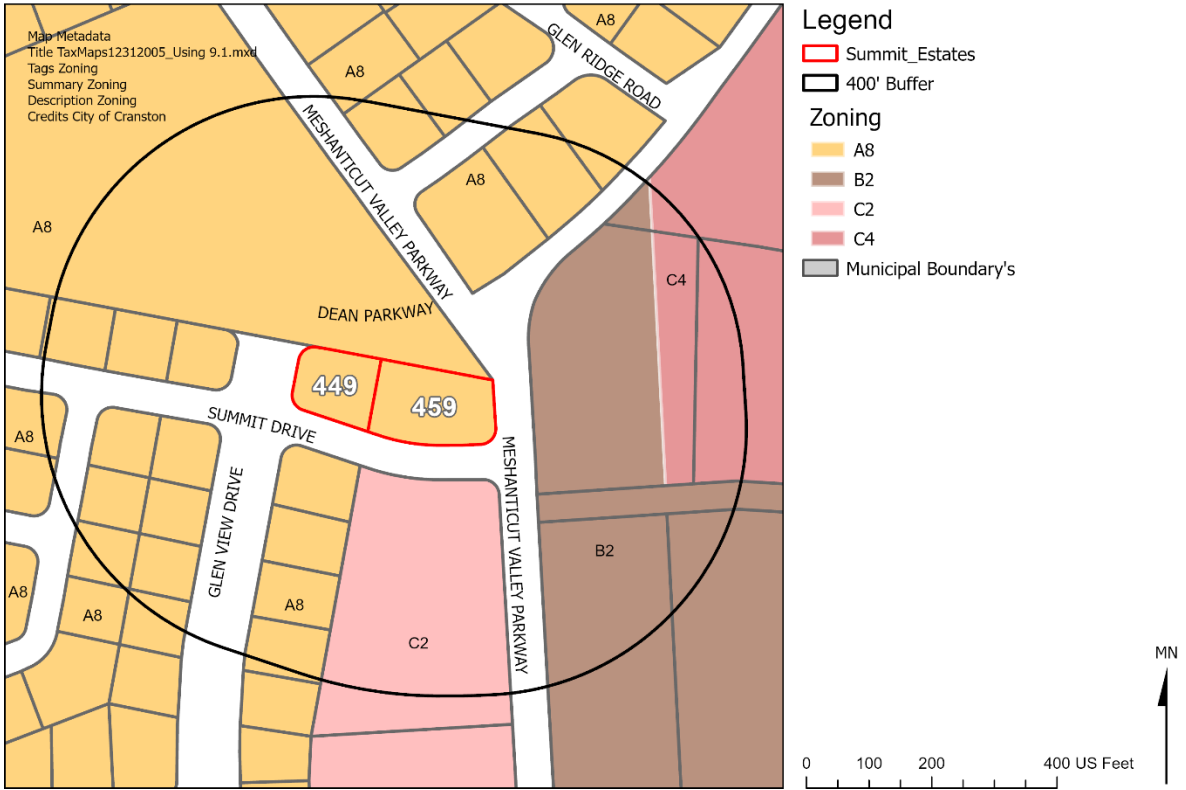 Map Metadata
Title TaxMaps12312005_Using 9.1.mxd
Tags Zoning
Summary Zoning
Description Zoning
Credits City of Cranston
A8
A8
GLEN RIDGE ROAD
MESHANTICUT VALLEY PARKWAY
A8
A8
C4
DEAN PARKWAY
449
459
SUMMIT DRIVE
A8
GLEN VIEW DRIVE
MESHANTICUT VALLEY PARKWAY
B2
A8
A8
A8
C2
Legend
Summit_Estates
400' Buffer
Zoning
A8
B2
C2
C4
Municipal Boundary's
MN
0 100 200 400 US Feet